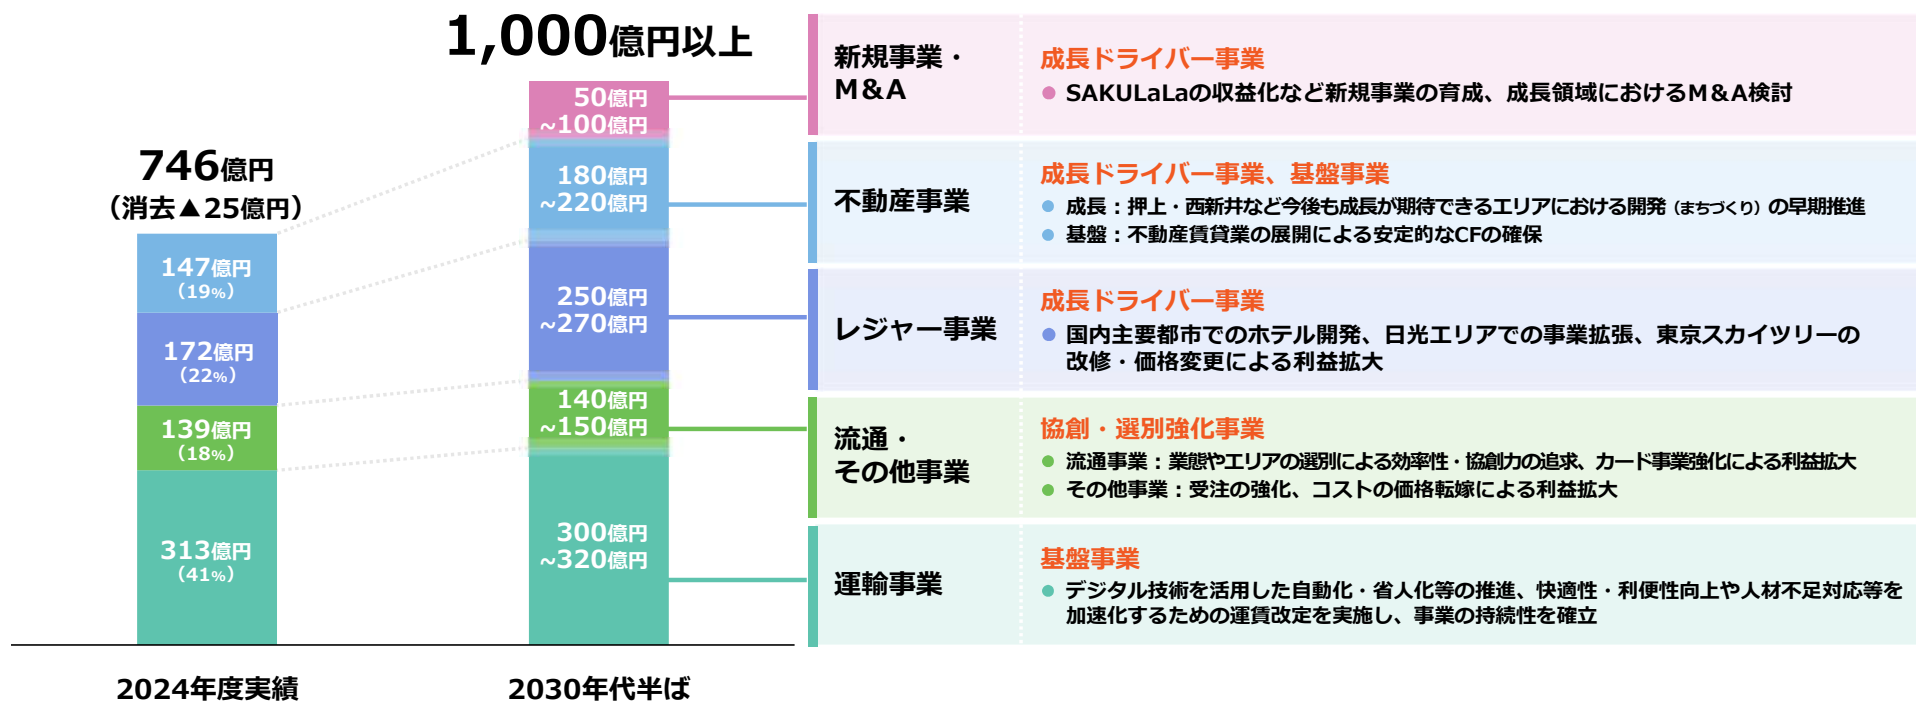 1,000億円以上
746億円
（消去▲25億円）
147億円
（19%）
172億円
（22%）
139億円
（18%）
313億円
（41%）
2024年度実績
50億円
~100億円
180億円
~220億円
250億円
~270億円
140億円
~150億円
300億円
~320億円
2030年代半ば
新規事業・
M&A
成長ドライバー事業
● SAKULaLaの収益化など新規事業の育成、成長領域におけるM&A検討
不動産事業
成長ドライバー事業、基盤事業
● 成長：押上・西新井など今後も成長が期待できるエリアにおける開発（まちづくり）の早期推進
● 基盤：不動産賃貸業の展開による安定的なCFの確保
レジャー事業
成長ドライバー事業
● 国内主要都市でのホテル開発、日光エリアでの事業拡張、東京スカイツリーの
改修・価格変更による利益拡大
流通・
その他事業
協創・選別強化事業
● 流通事業：業態やエリアの選別による効率性・協創力の追求、カード事業強化による利益拡大
● その他事業：受注の強化、コストの価格転嫁による利益拡大
運輸事業
基盤事業
● デジタル技術を活用した自動化・省人化等の推進、快適性・利便性向上や人材不足対応等を
加速化するための運賃改定を実施し、事業の持続性を確立